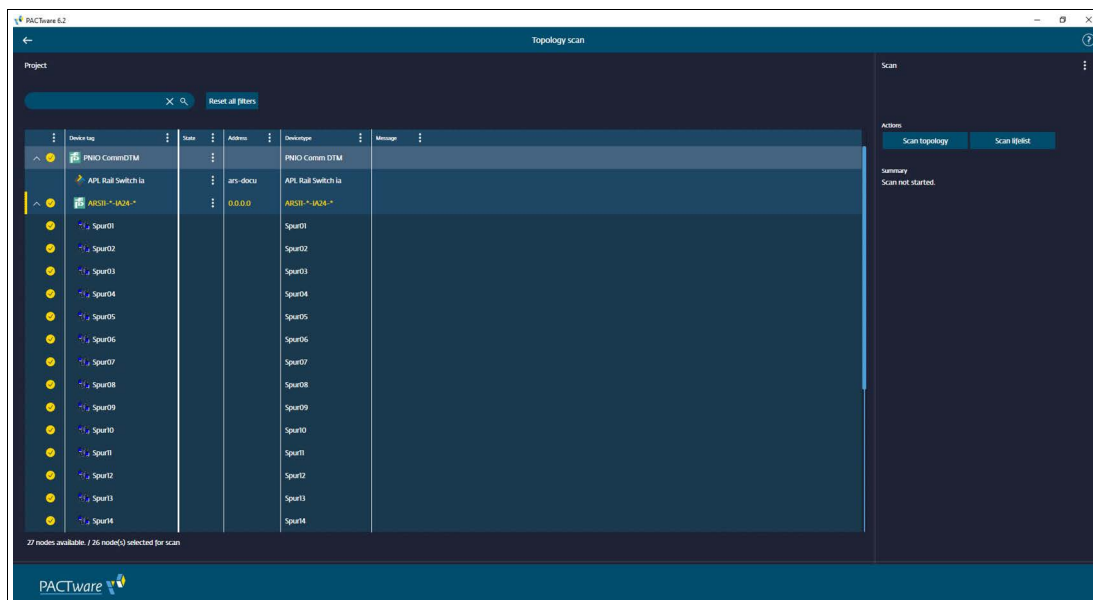 PACTware 6.2
Topology scan
Project
Scan
Reset all filters
Actions
Scan topology Scan lifelist
Summary
Scan not started.
Device tag State Address Devicetype Message
PNIO CommDTM PNIO Comm DTM
APL Rail Switch ia ars-docu APL Rail Switch ia
ARS11-*-IA24-* 0.0.0.0 ARS11-*-IA24-*
Spur01 Spur01
Spur02 Spur02
Spur03 Spur03
Spur04 Spur04
Spur05 Spur05
Spur06 Spur06
Spur07 Spur07
Spur08 Spur08
Spur09 Spur09
Spur10 Spur10
Spur11 Spur11
Spur12 Spur12
Spur13 Spur13
Spur14 Spur14
27 nodes available. / 26 node(s) selected for scan
PACTware